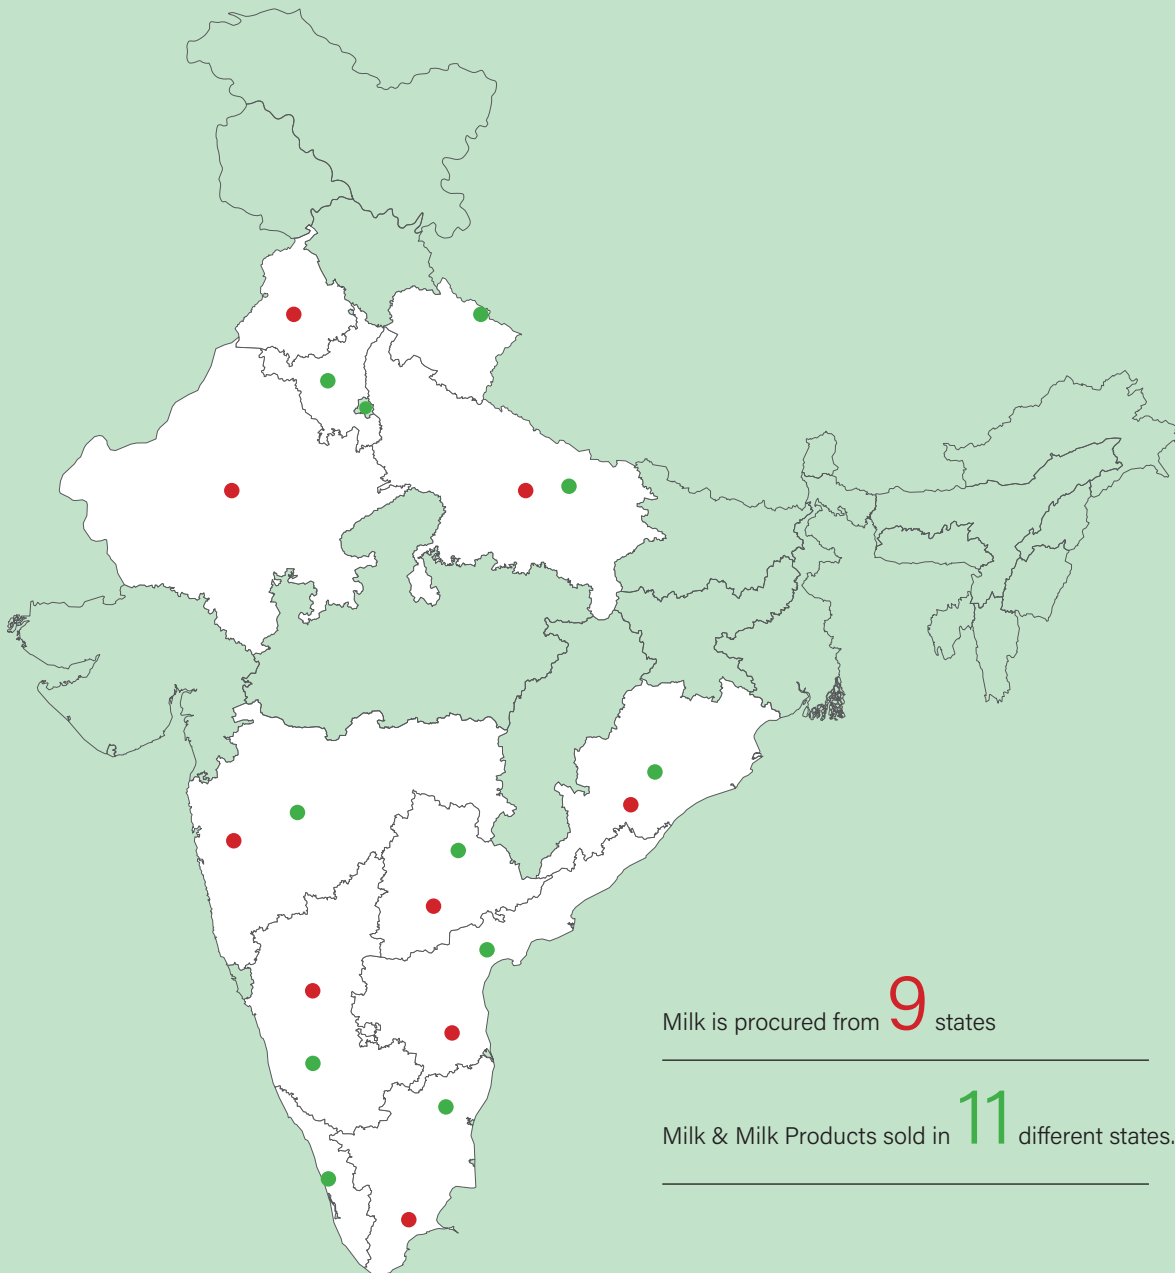 Milk is procured from 9 states
Milk & Milk Products sold in 11 different states.